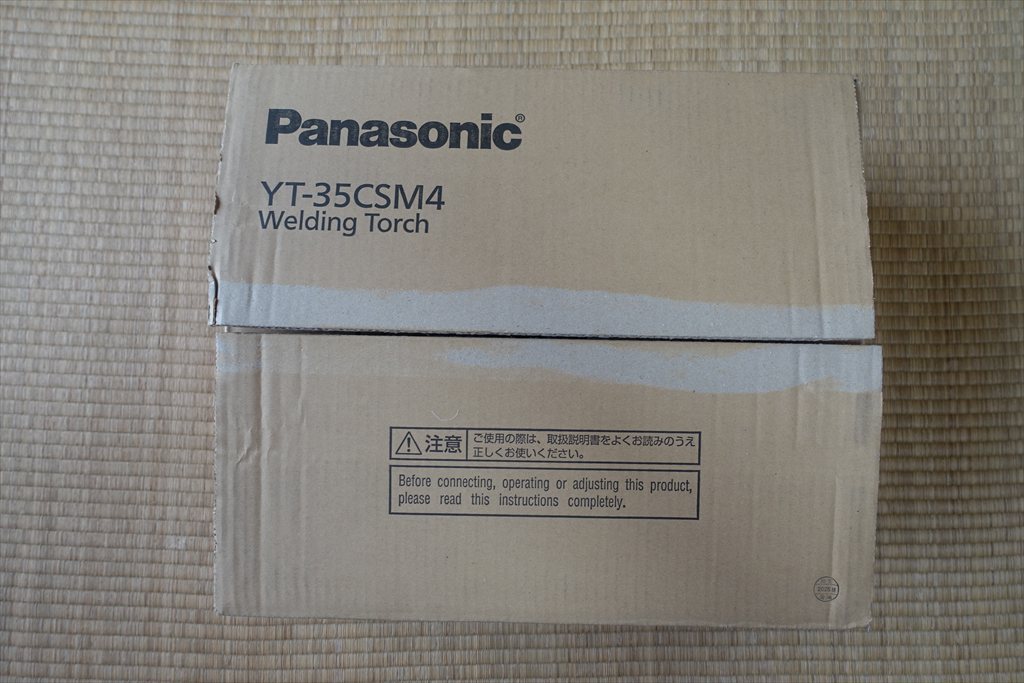 Panasonic®
YT-35CSM4
Welding Torch
注意
ご使用の際は、取扱説明書をよくお読みのうえ
正しくお使いください。
Before connecting, operating or adjusting this product,
please read this instructions completely.